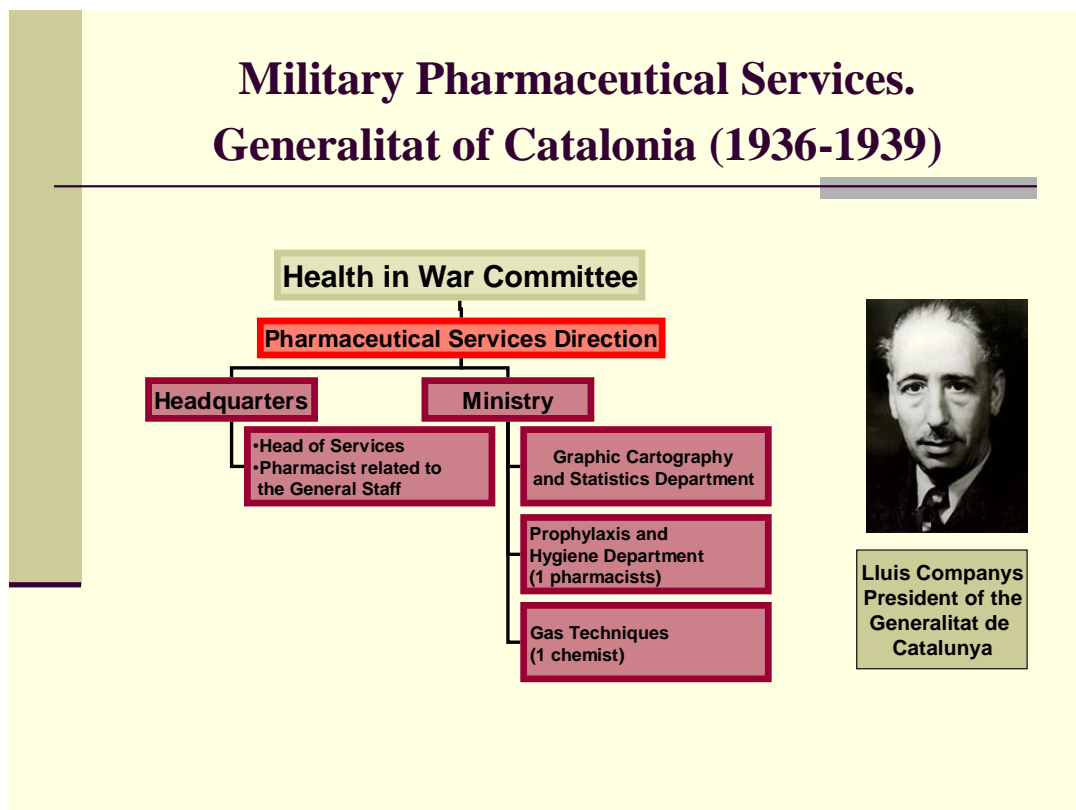 Military Pharmaceutical Services.
Generalitat of Catalonia (1936-1939)
Health in War Committee
Pharmaceutical Services Direction
Headquarters
Ministry
•Head of Services
•Pharmacist related to
the General Staff
Graphic Cartography
and Statistics Department
Prophylaxis and
Hygiene Department
(1 pharmacists)
Gas Techniques
(1 chemist)
Lluis Companys
President of the
Generalitat de
Catalunya